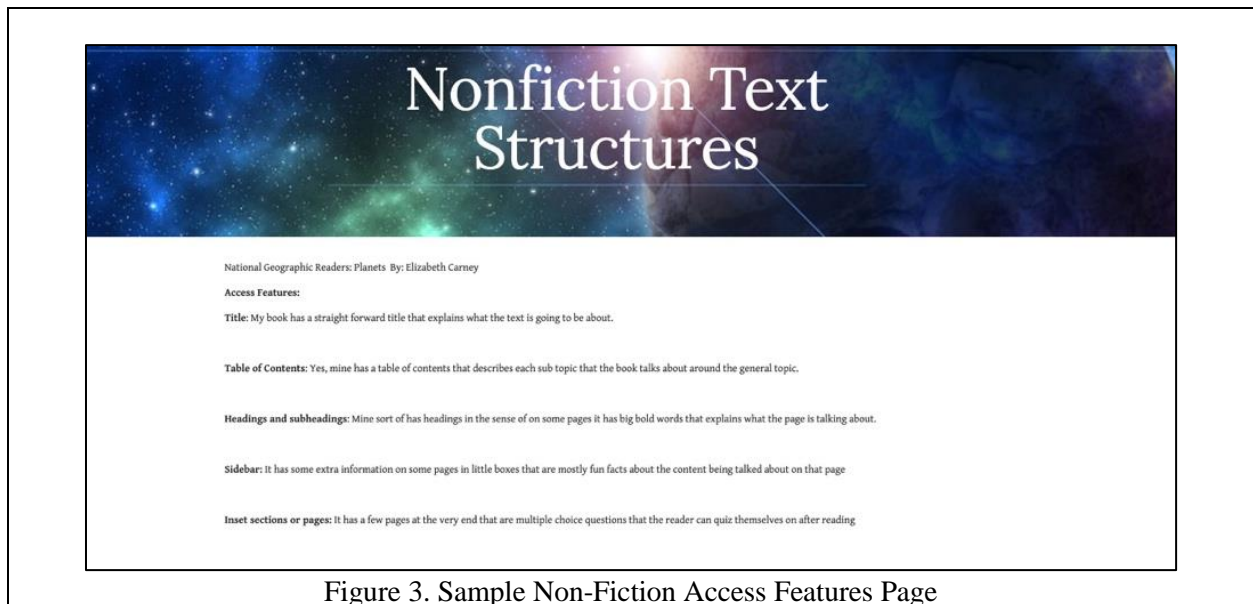 Nonfiction Text
Structures
National Geographic Readers: Planets By: Elizabeth Carney
Access Features:
Title: My book has a straight forward title that explains what the text is going to be about.
Table of Contents: Yes, mine has a table of contents that describes each sub topic that the book talks about around the general topic.
Headings and subheadings: Mine sort of has headings in the sense of on some pages it has big bold words that explains what the page is talking about.
Sidebar: It has some extra information on some pages in little boxes that are mostly fun facts about the content being talked about on that page
Inset sections or pages: It has a few pages at the very end that are multiple choice questions that the reader can quiz themselves on after reading
Figure 3. Sample Non-Fiction Access Features Page